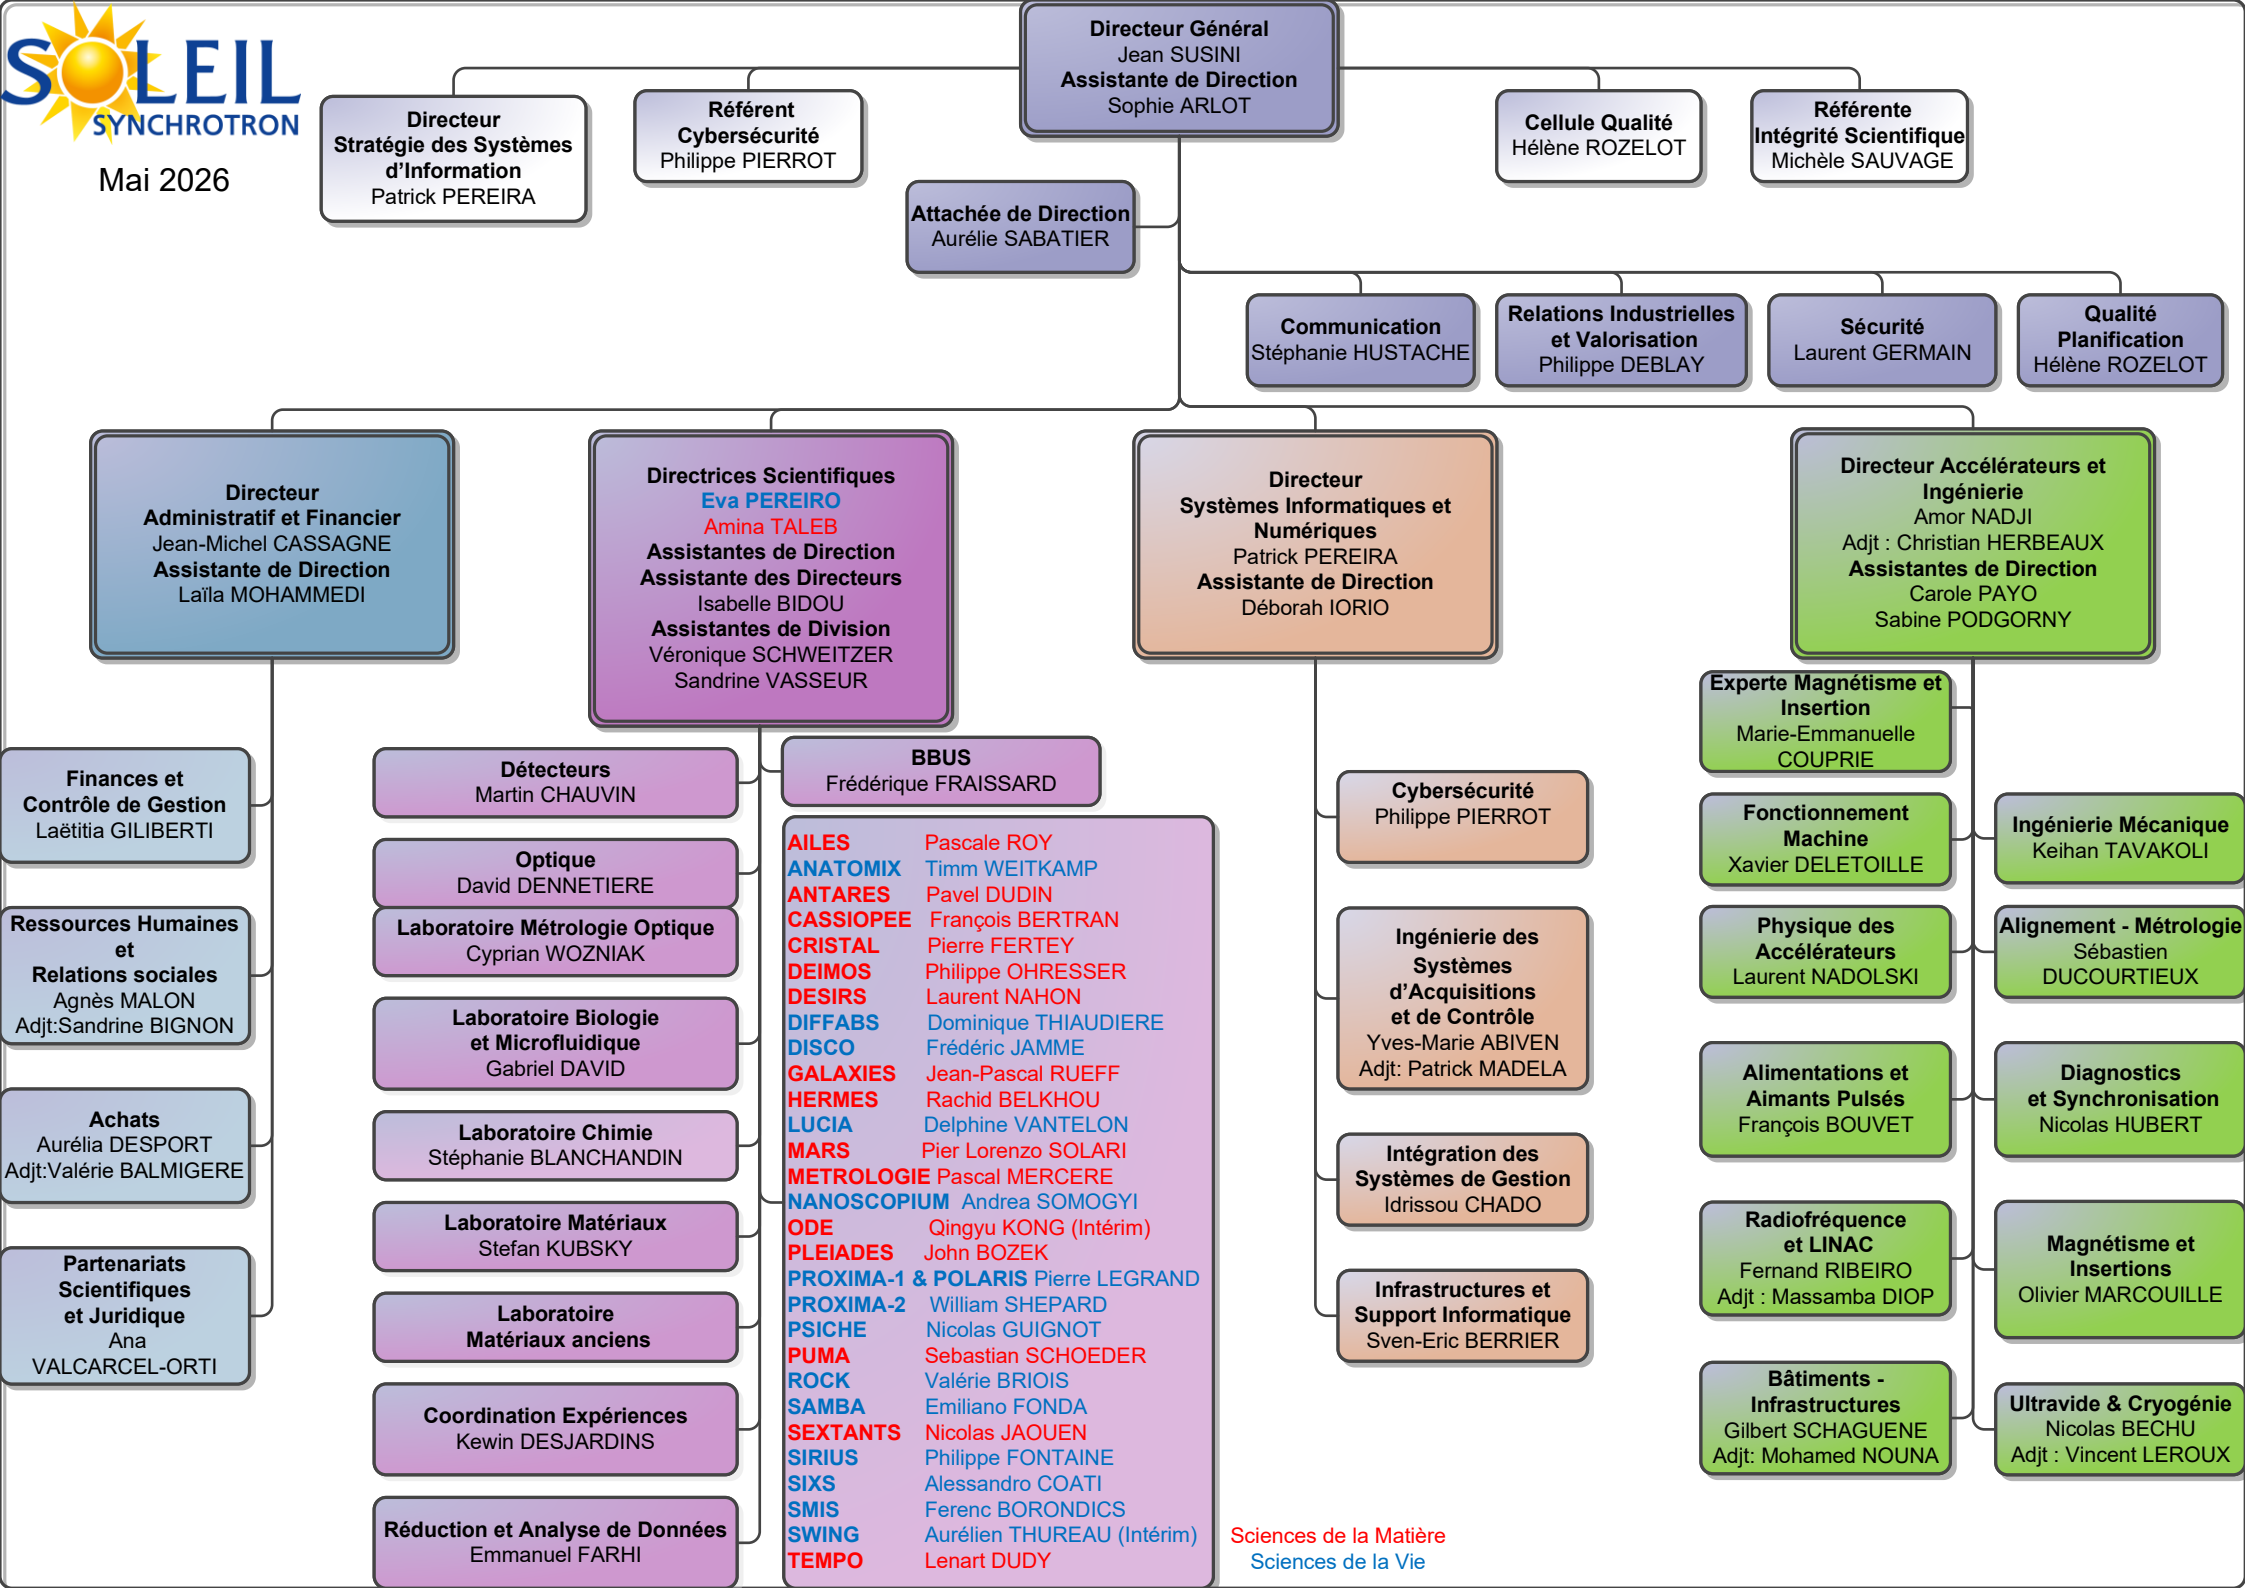 SOLEIL
SYNCHROTRON
Mai 2026
Directeur Général
Jean SUSINI
Assistante de Direction
Sophie ARLOT
Directeur
Stratégie des Systèmes
d'Information
Patrick PEREIRA
Référent
Cybersécurité
Philippe PIERROT
Cellule Qualité
Hélène ROZELOT
Référente
Intégrité Scientifique
Michèle SAUVAGE
Attachée de Direction
Aurélie SABATIER
Communication
Stéphanie HUSTACHE
Relations Industrielles
et Valorisation
Philippe DEBLAY
Sécurité
Laurent GERMAIN
Qualité
Planification
Hélène ROZELOT
Directeur
Administratif et Financier
Jean-Michel CASSAGNE
Assistante de Direction
Laïla MOHAMMEDI
Directrices Scientifiques
Eva PEREIRO
Amina TALEB
Assistantes de Direction
Assistante des Directeurs
Isabelle BIDOU
Assistantes de Division
Véronique SCHWEITZER
Sandrine VASSEUR
Directeur
Systèmes Informatiques et
Numériques
Patrick PEREIRA
Assistante de Direction
Déborah IORIO
Directeur Accélérateurs et
Ingénierie
Amor NADJI
Adjt : Christian HERBEAUX
Assistantes de Direction
Carole PAYO
Sabine PODGORNY
Finances et
Contrôle de Gestion
Laëtitia GILIBERTI
Ressources Humaines
et
Relations sociales
Agnès MALON
Adjt:Sandrine BIGNON
Achats
Aurélia DESPORT
Adjt:Valérie BALMIGERE
Partenariats
Scientifiques
et Juridique
Ana
VALCARCEL-ORTI
Détecteurs
Martin CHAUVIN
Optique
David DENNETIERE
Laboratoire Métrologie Optique
Cyprian WOZNIAK
Laboratoire Biologie
et Microfluidique
Gabriel DAVID
Laboratoire Chimie
Stéphanie BLANCHANDIN
Laboratoire Matériaux
Stefan KUBSKY
Laboratoire
Matériaux anciens
Coordination Expériences
Kewin DESJARDINS
Réduction et Analyse de Données
Emmanuel FARHI
BBUS
Frédérique FRAISSARD
AILES Pascale ROY
ANATOMIX Timm WEITKAMP
ANTARES Pavel DUDIN
CASSIOPEE François BERTRAN
CRISTAL Pierre FERTEY
DEIMOS Philippe OHRESSER
DESIRS Laurent NAHON
DIFFABS Dominique THIAUDIERE
DISCO Frédéric JAMME
GALAXIES Jean-Pascal RUEFF
HERMES Rachid BELKHOU
LUCIA Delphine VANTELON
MARS Pier Lorenzo SOLARI
METROLOGIE Pascal MERCERE
NANOSCOPIUM Andrea SOMOGYI
ODE Qingyu KONG (Intérim)
PLEIADES John BOZEK
PROXIMA-1 & POLARIS Pierre LEGRAND
PROXIMA-2 William SHEPARD
PSICHE Nicolas GUIGNOT
PUMA Sebastian SCHOEDER
ROCK Valérie BRIOIS
SAMBA Emiliano FONDA
SEXTANTS Nicolas JAOUEN
SIRIUS Philippe FONTAINE
SIXS Alessandro COATI
SMIS Ferenc BORONDICS
SWING Aurélien THUREAU (Intérim)
TEMPO Lenart DUDY
Sciences de la Matière
Sciences de la Vie
Cybersécurité
Philippe PIERROT
Ingénierie des
Systèmes
d'Acquisitions
et de Contrôle
Yves-Marie ABIVEN
Adjt: Patrick MADELA
Intégration des
Systèmes de Gestion
Idrissou CHADO
Infrastructures et
Support Informatique
Sven-Eric BERRIER
Experte Magnétisme et
Insertion
Marie-Emmanuelle
COUPRIE
Fonctionnement
Machine
Xavier DELETOILLE
Ingénierie Mécanique
Keihan TAVAKOLI
Physique des
Accélérateurs
Laurent NADOLSKI
Alignement - Métrologie
Sébastien
DUCOURTIEUX
Alimentations et
Aimants Pulsés
François BOUVET
Diagnostics
et Synchronisation
Nicolas HUBERT
Radiofréquence
et LINAC
Fernand RIBEIRO
Adjt : Massamba DIOP
Magnétisme et
Insertions
Olivier MARCOUILLE
Bâtiments -
Infrastructures
Gilbert SCHAGUENE
Adjt: Mohamed NOUNA
Ultravide & Cryogénie
Nicolas BECHU
Adjt : Vincent LEROUX